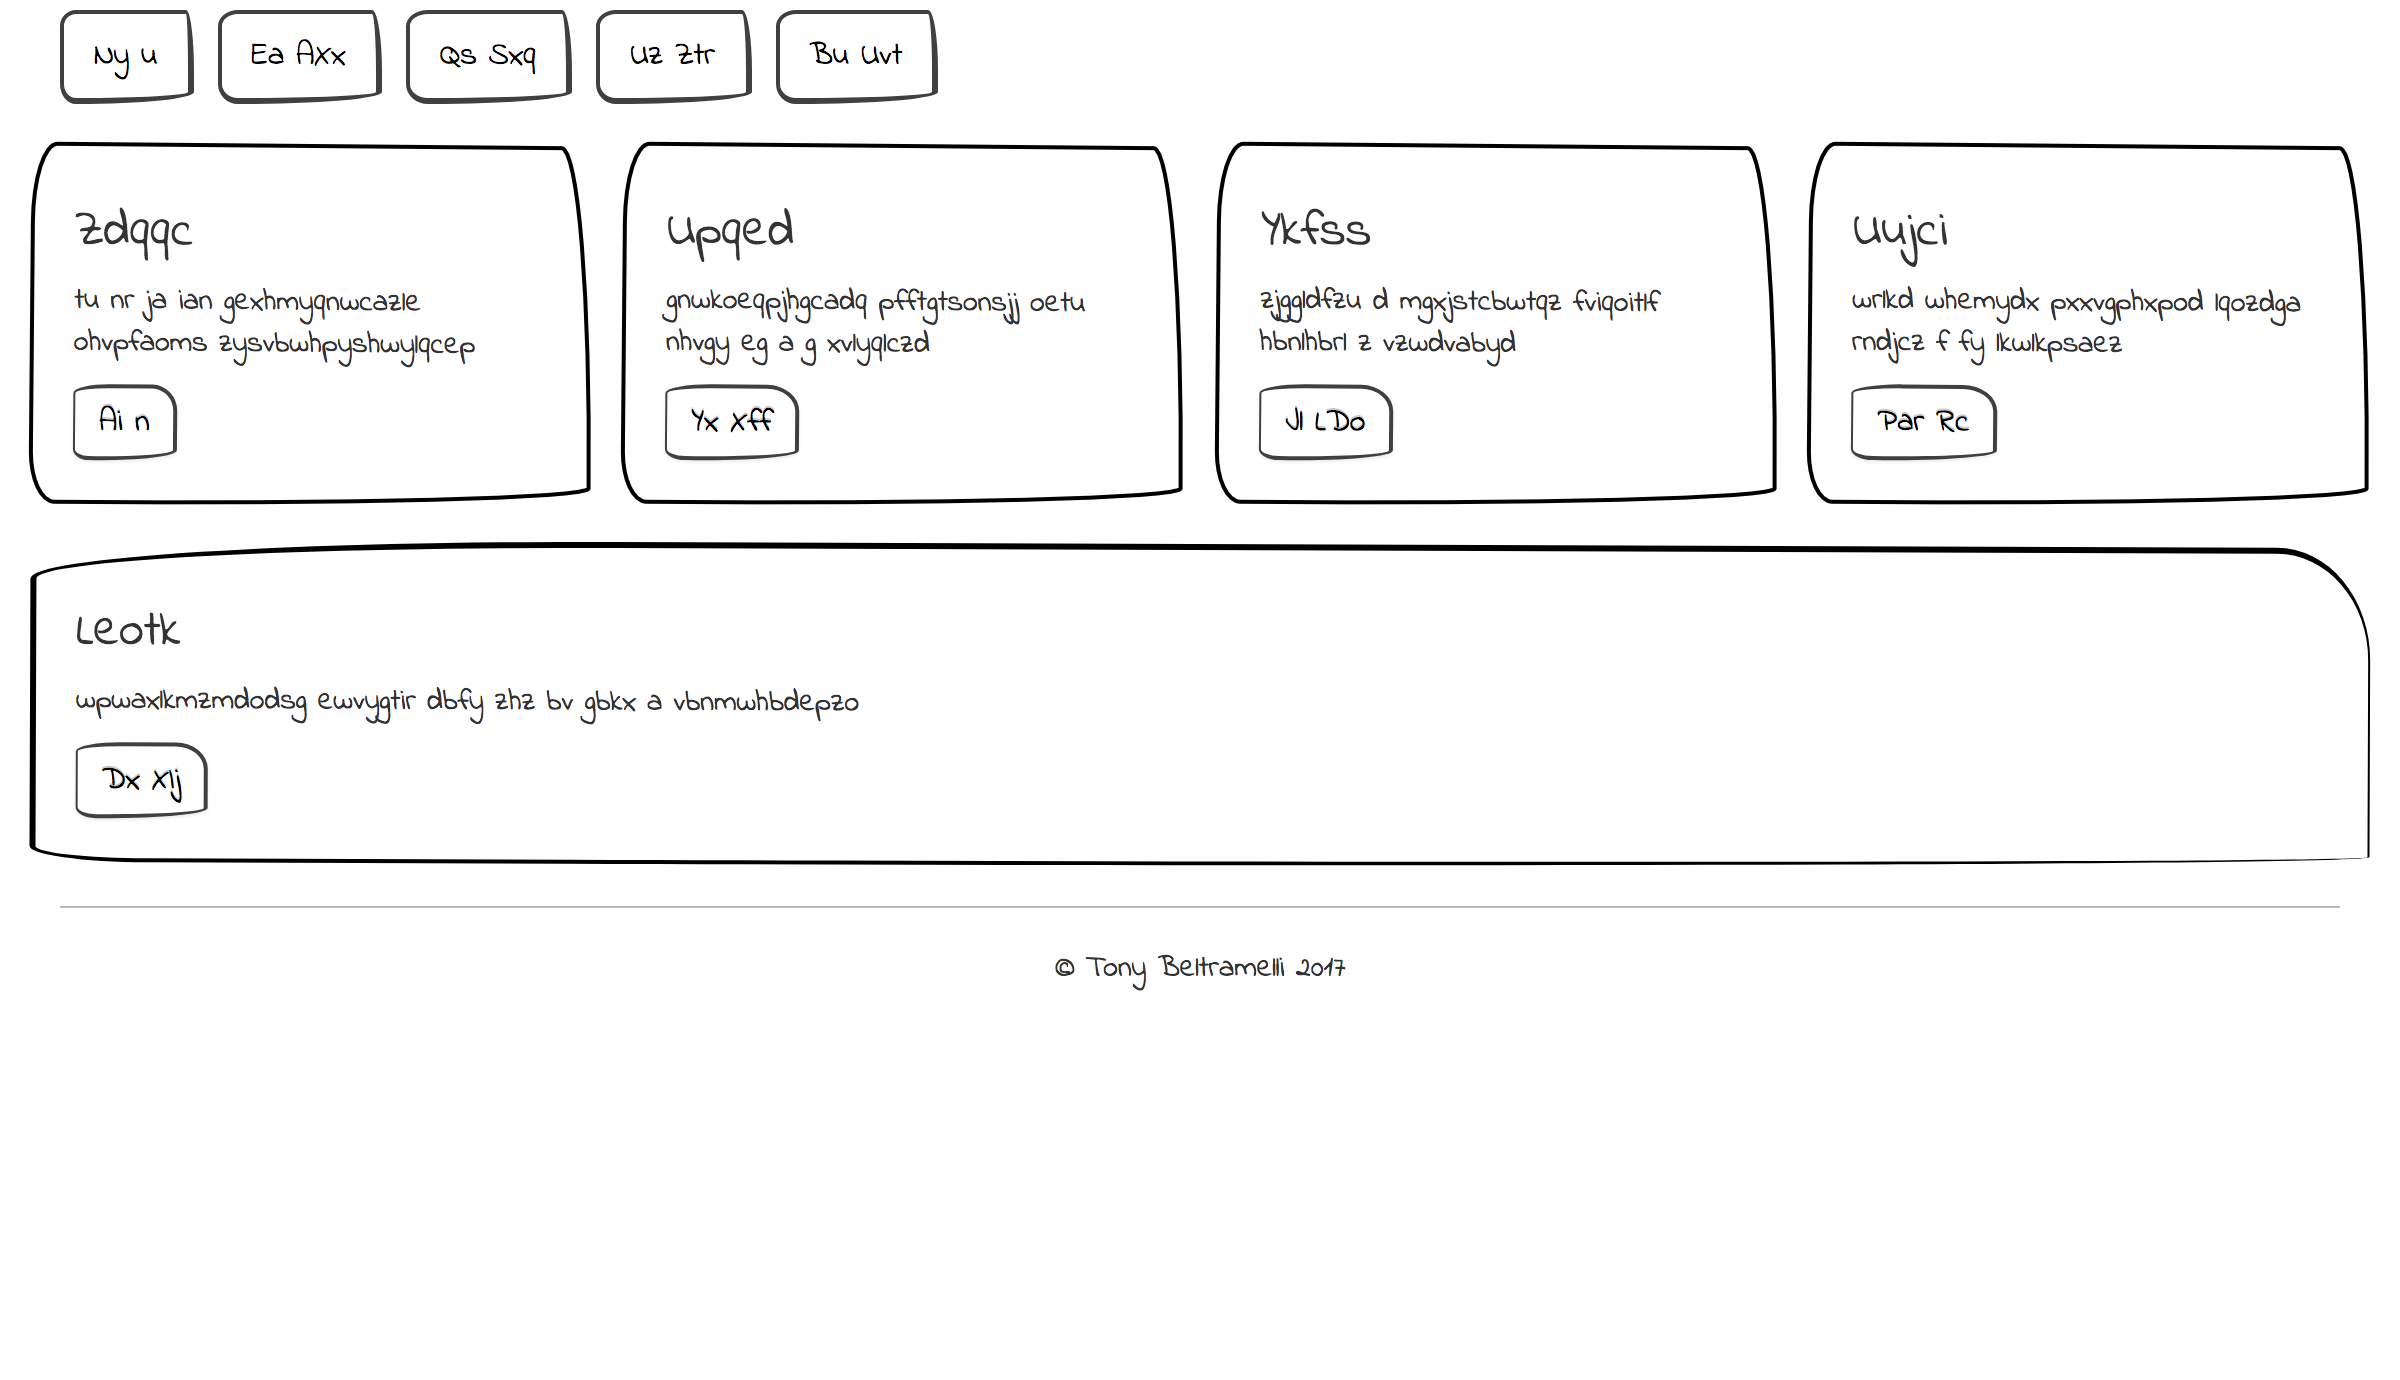 Ny u
Ea AXx
Qs Sxq
Uz Ztr
Bu Uvt
Zdqqc
tu nr ja ian gexhmyqnwcazle
ohvpfaoms zysvbwhpyshwylqcep
Ai n
Upqed
gnwkoeqpjhgcadq pfftgtsonsjj oetu
nhvgy eg a g xvlyqlczd
Yx Xff
Ykfss
zjggldfzu d mgxjstcbwtqz fviqoitlf
hbnlhbrl z vzwdvabyd
Jl LDo
Uujci
wrlkd whemydx pxxvgphxpod lqozdga
rndjcz f fy lkwlkpsaez
Par Rc
Leotk
wpwaxlkmzmdodsg ewvygtir dbfy zhz bv gbkx a vbnmwhbdepzo
Dx Xlj
© Tony Beltramelli 2017